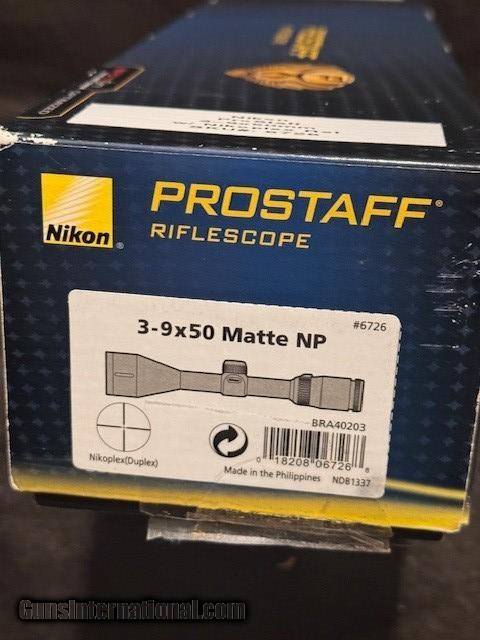 Nikon
PROSTAFF®
RIFLESCOPE
Nikon®
3-9x50 Matte NP
#6726
BRA40203
Nikoplex(Duplex)
0 18208 06726 8
Made in the Philippines NDB1337
GunsInternational.com